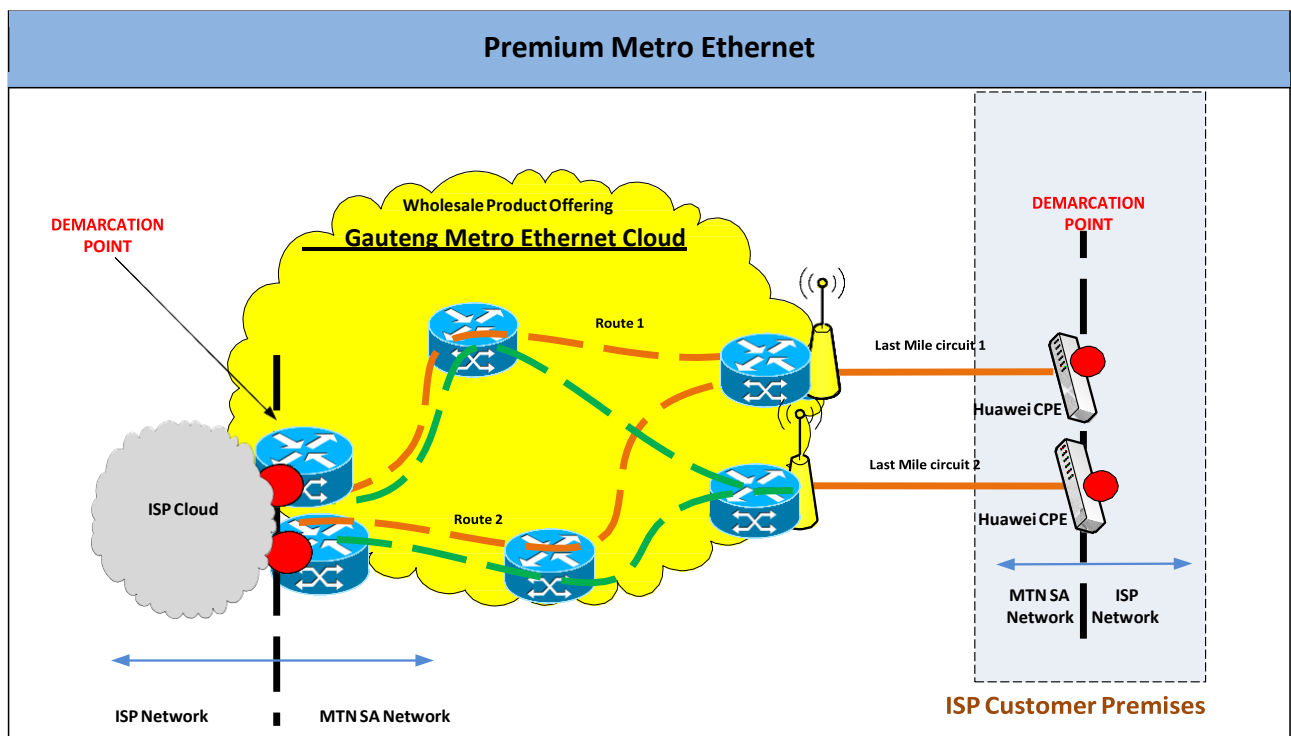 Premium Metro Ethernet
DEMARCATION
POINT
Wholesale Product Offering
Gauteng Metro Ethernet Cloud
DEMARCATION
POINT
Route 1
Last Mile circuit 1
Huawei CPE
ISP Cloud
Route 2
Last Mile circuit 2
Huawei CPE
MTN SA
Network
ISP
Network
ISP Network
MTN SA Network
ISP Customer Premises